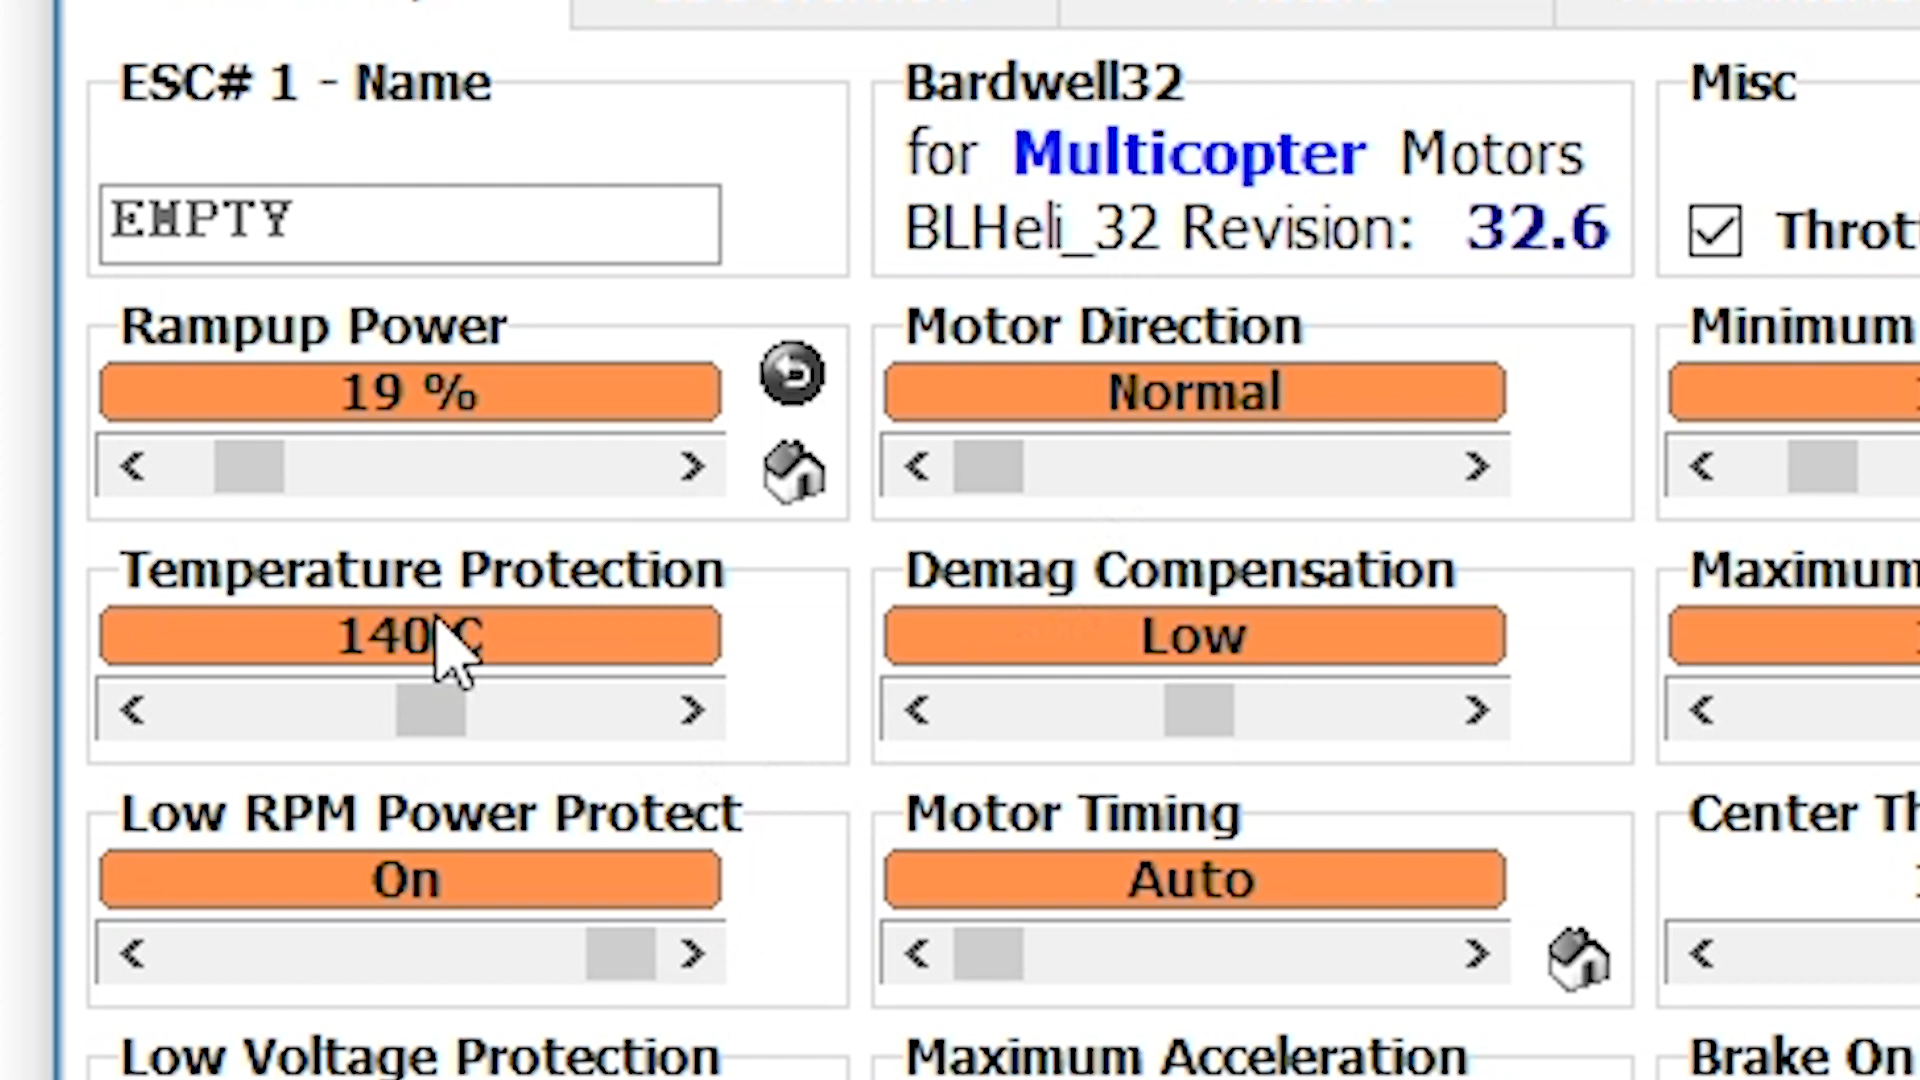 ESC# 1 - Name
EMPTY
Bardwell32
for Multicopter Motors
BLHeli_32 Revision: 32.6
Misc
Rampup Power
19 %
Motor Direction
Normal
Minimum
Temperature Protection
140 C
Demag Compensation
Low
Maximum
Low RPM Power Protect
On
Motor Timing
Auto
Center
Low Voltage Protection
Maximum Acceleration
Brake On